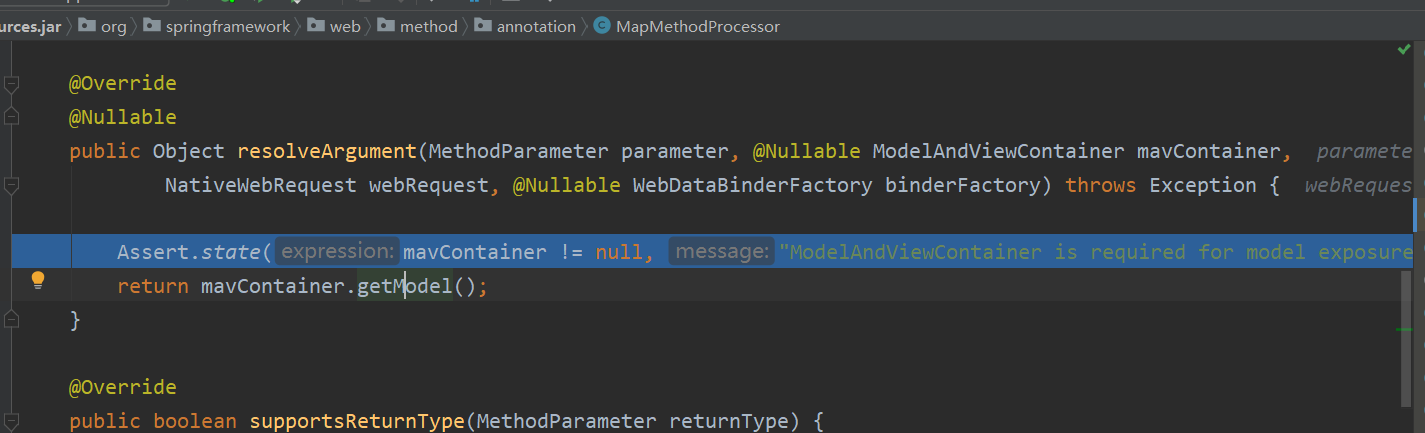 urces.jar org springframework web method annotation MapMethodProcessor
@Override
@Nullable
public Object resolveArgument(MethodParameter parameter, @Nullable ModelAndViewContainer mavContainer, paramete
NativeWebRequest webRequest, @Nullable WebDataBinderFactory binderFactory) throws Exception { webReques
Assert.state( expression: mavContainer != null, message: "ModelAndViewContainer is required for model exposure
return mavContainer.getModel();
}
@Override
public boolean supportsReturnType(MethodParameter returnType) {